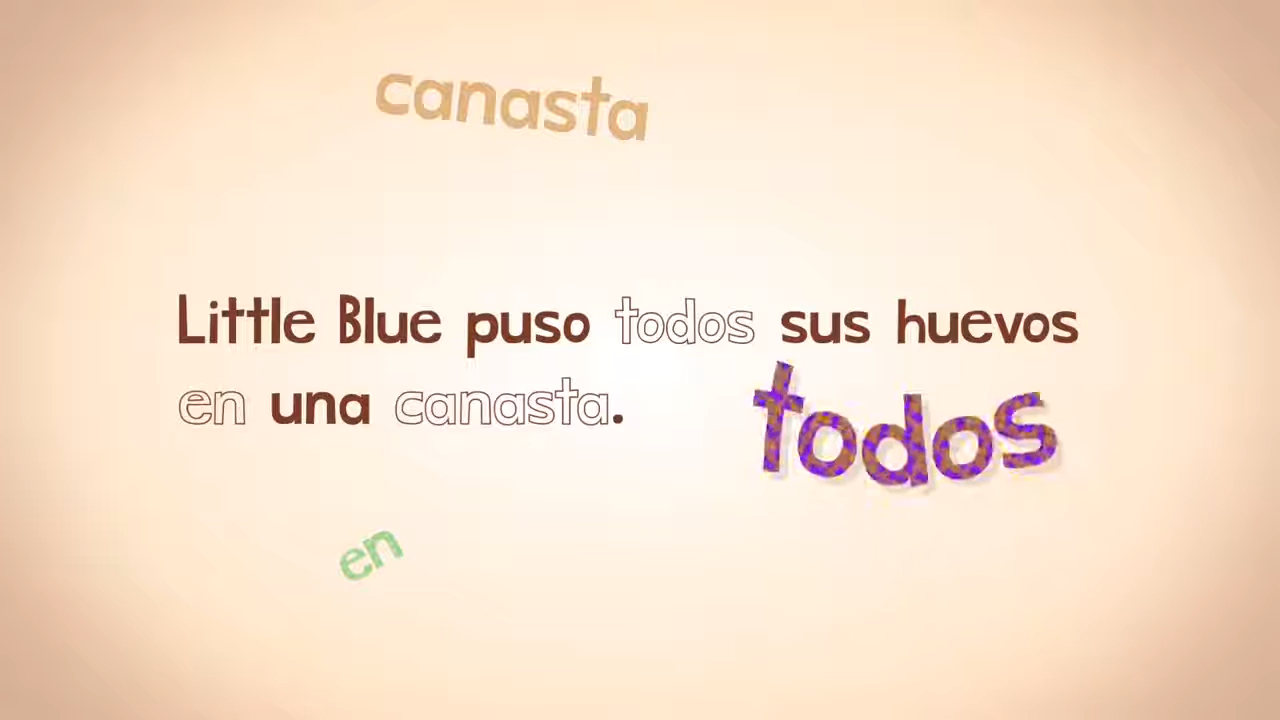 canasta
Little Blue puso todos sus huevos
en una canasta.
todos
en